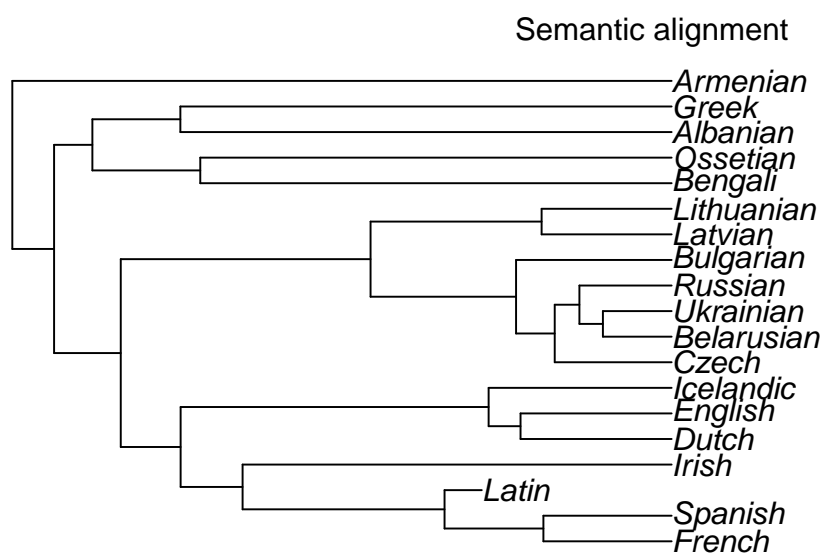 Semantic alignment
Armenian
Greek
Albanian
Ossetian
Bengali
Lithuanian
Latvian
Bulgarian
Russian
Ukrainian
Belarusian
Czech
Icelandic
English
Dutch
Irish
Latin
Spanish
French